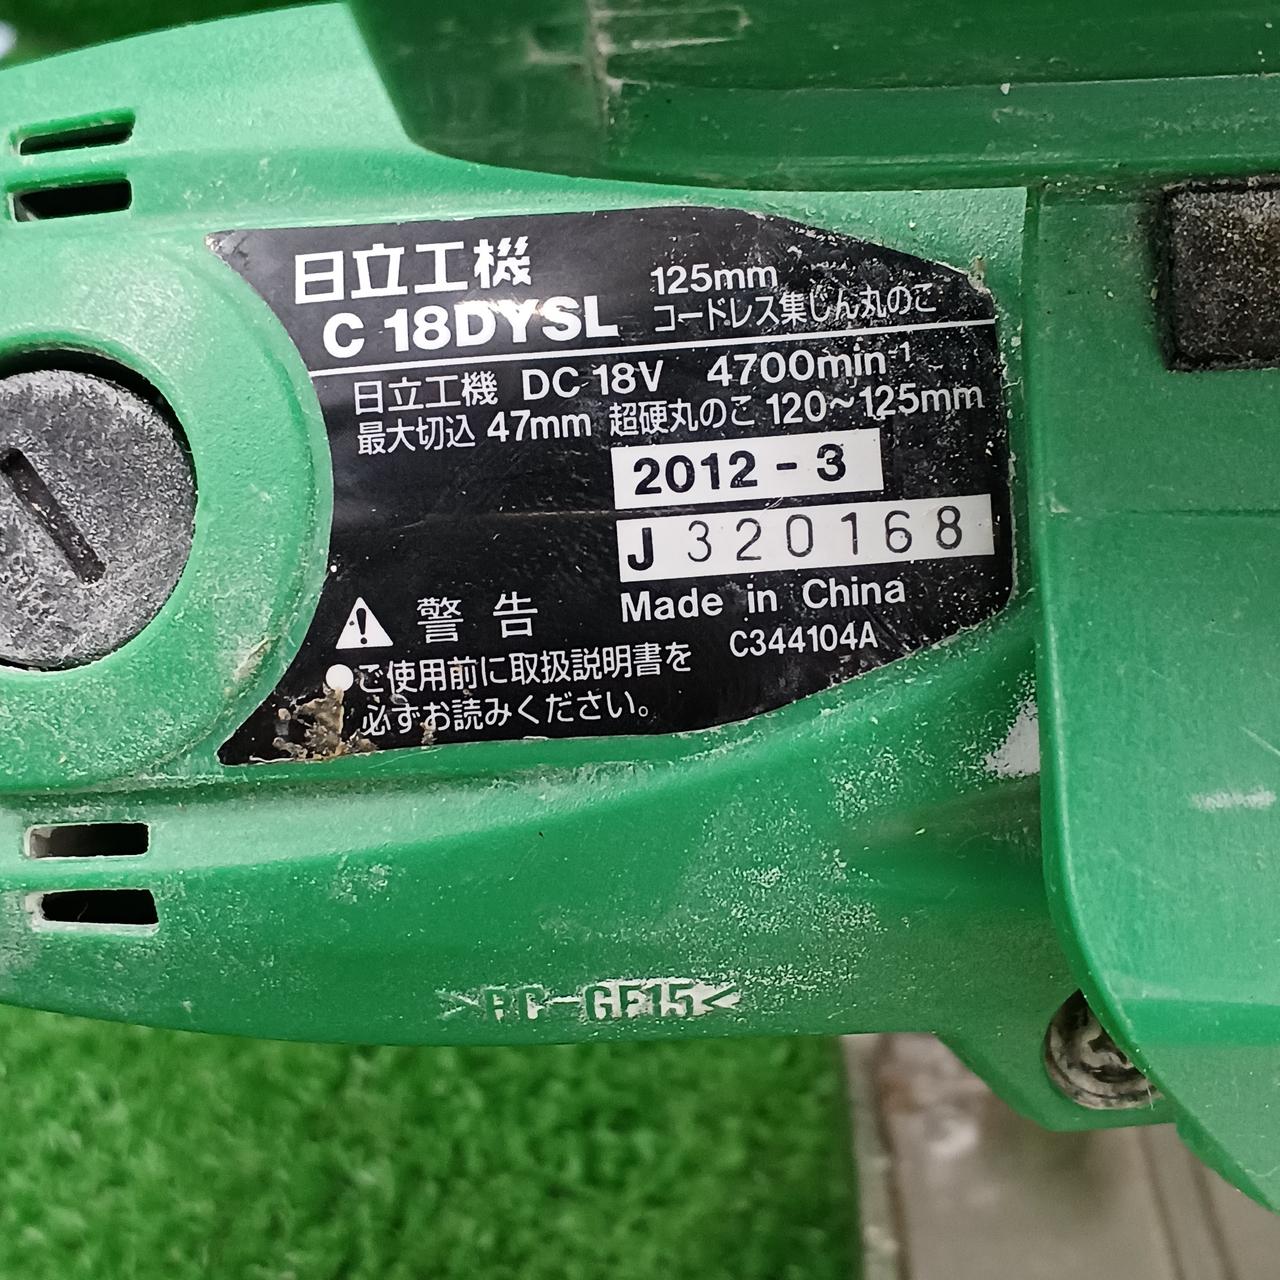 日立工機
C 18DYSL
125mm
コードレス集じん丸のこ
日立工機 DC 18V 4700min⁻¹
最大切込 47mm 超硬丸のこ 120～125mm
2012 - 3
J 320168
Made in China
C344104A
警告
●ご使用前に取扱説明書を
必ずお読みください。
>PC-GF15<